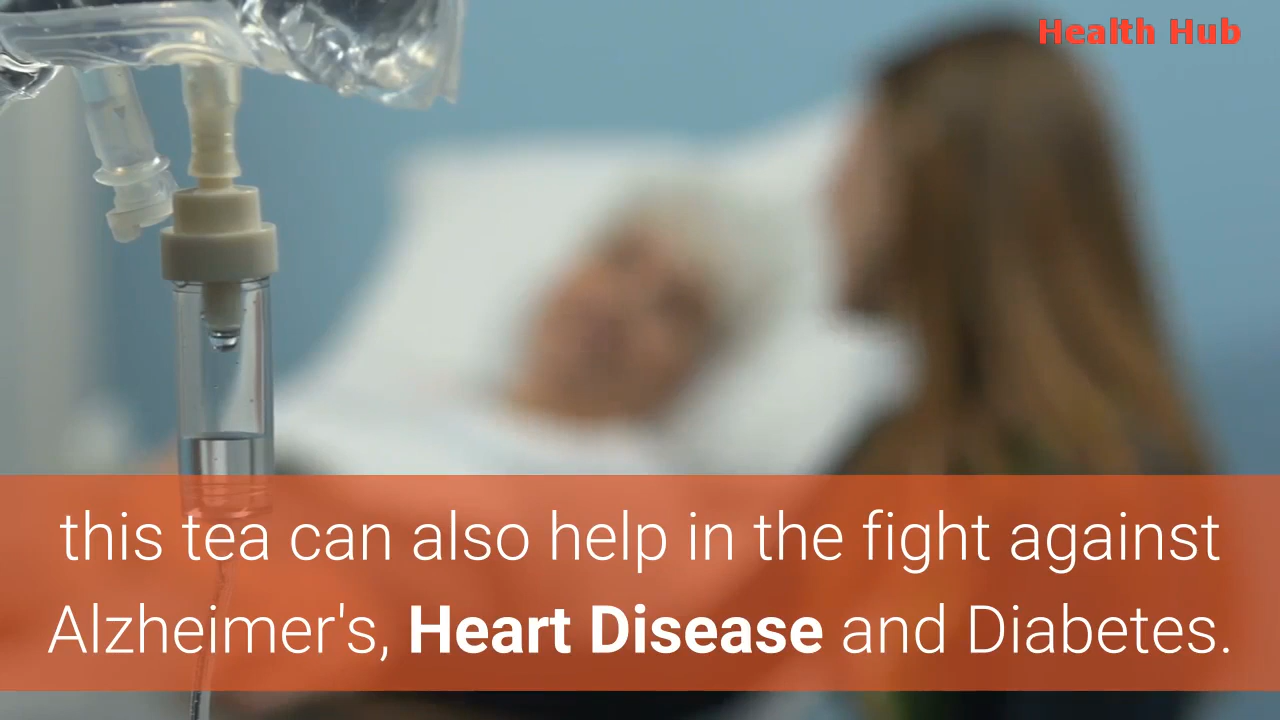 Health Hub
this tea can also help in the fight against
Alzheimer's, Heart Disease and Diabetes.